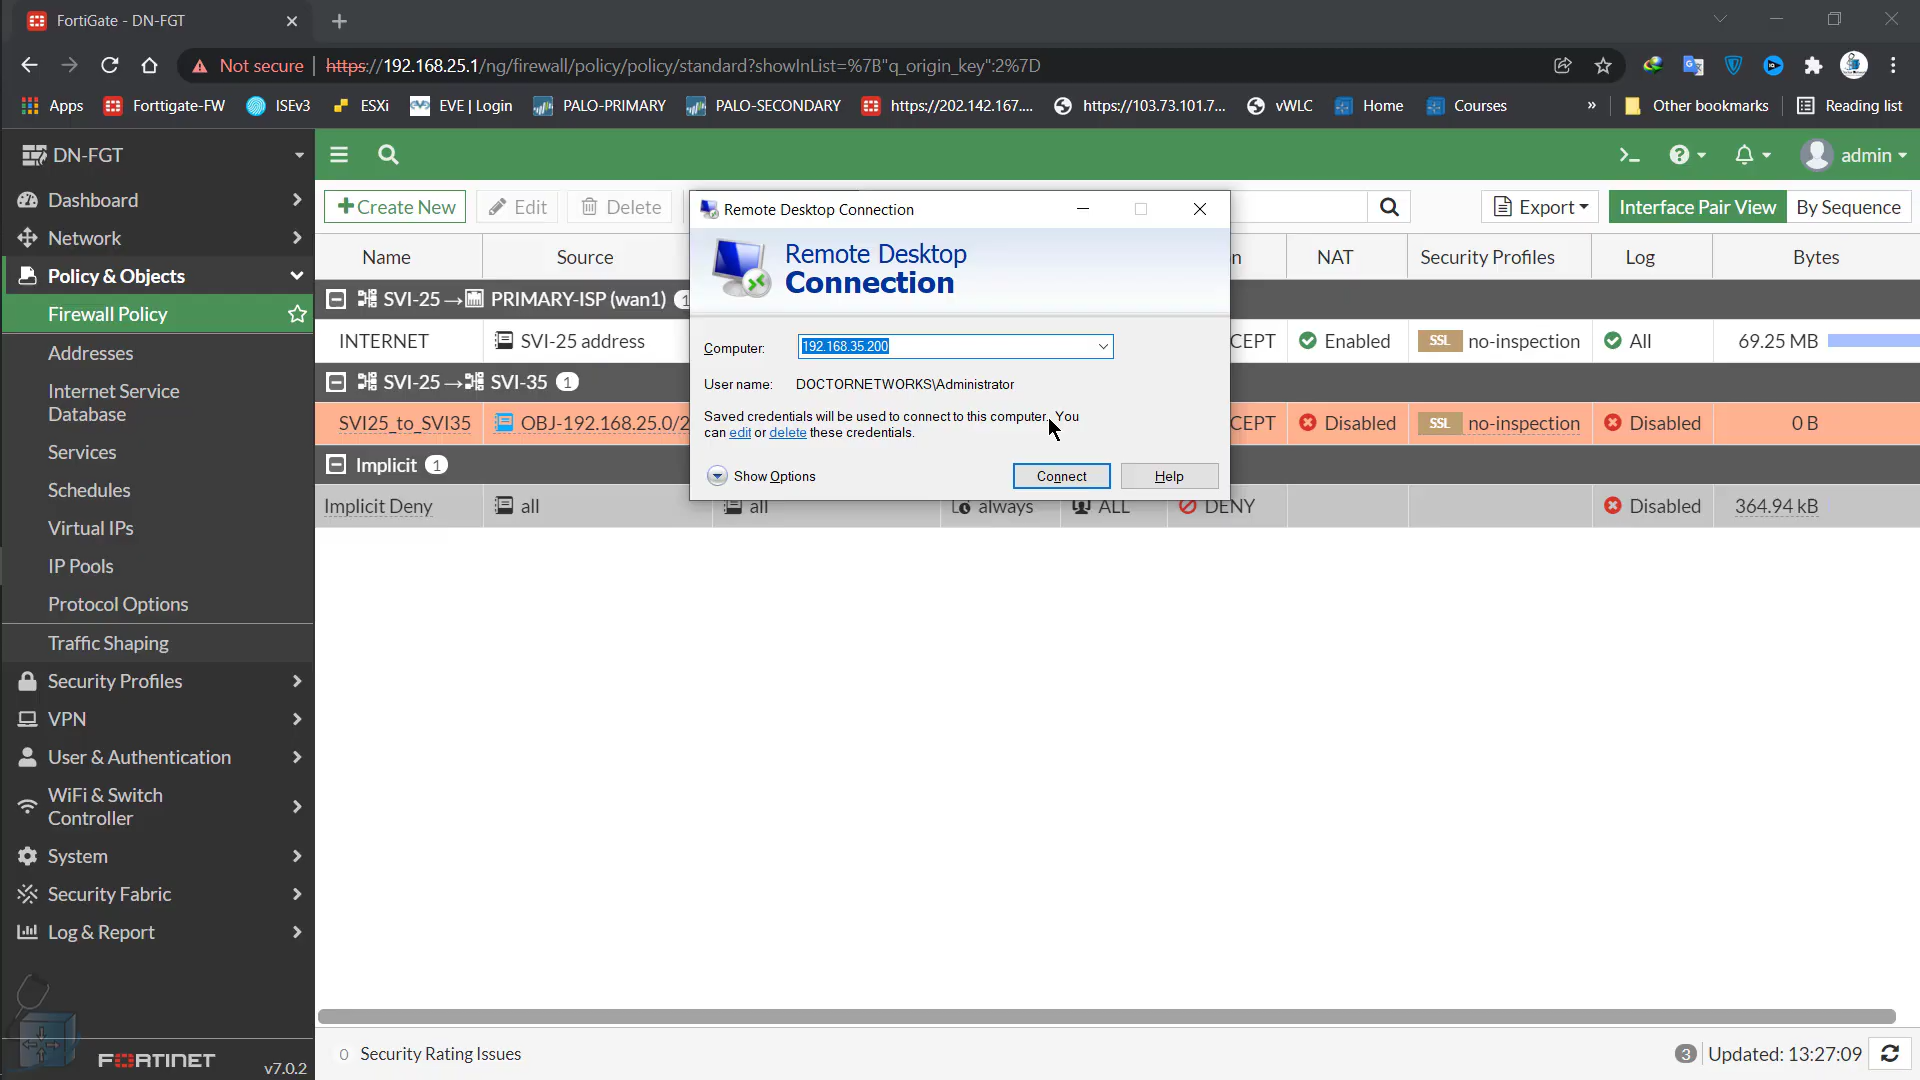 FortiGate - DN-FGT
Not secure | https://192.168.25.1/ng/firewall/policy/policy/standard?showInList=%7B"q_origin_key":2%7D
Apps Forttigate-FW ISEv3 ESXi EVE | Login PALO-PRIMARY PALO-SECONDARY https://202.142.167.... https://103.73.101.7... vWLC Home Courses » Other bookmarks Reading list
DN-FGT
admin
Dashboard
Network
Policy & Objects
Firewall Policy
Addresses
Internet Service
Database
Services
Schedules
Virtual IPs
IP Pools
Protocol Options
Traffic Shaping
Security Profiles
VPN
User & Authentication
WiFi & Switch
Controller
System
Security Fabric
Log & Report
FORTINET
v7.0.2
Create New Edit Delete Export Interface Pair View By Sequence
Name Source n NAT Security Profiles Log Bytes
SVI-25 → PRIMARY-ISP (wan1) 1
INTERNET SVI-25 address CEPT Enabled SSL no-inspection All 69.25 MB
SVI-25 → SVI-35 1
SVI25_to_SVI35 OBJ-192.168.25.0/2 CEPT Disabled SSL no-inspection Disabled 0 B
Implicit 1
Implicit Deny all all always ALL DENY Disabled 364.94 kB
Remote Desktop Connection
Remote Desktop
Connection
Computer: 192.168.35.200
User name: DOCTORNETWORKS\Administrator
Saved credentials will be used to connect to this computer. You
can edit or delete these credentials.
Show Options Connect Help
0 Security Rating Issues
3 Updated: 13:27:09